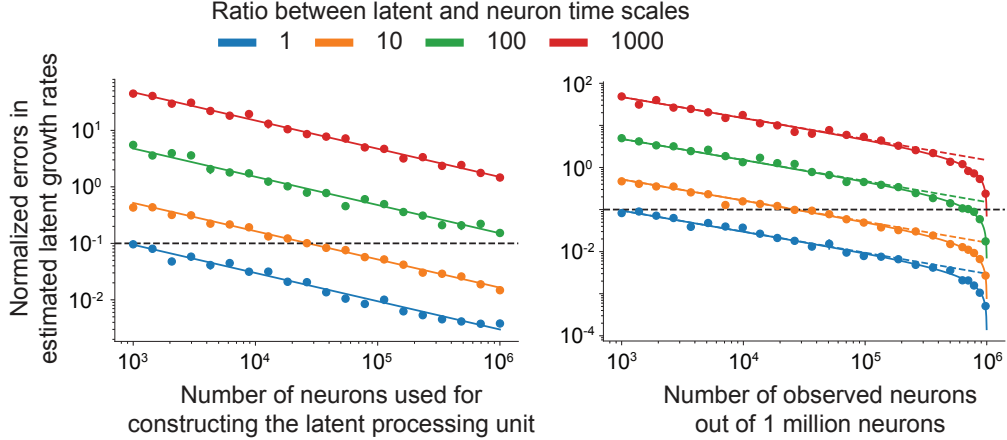 Ratio between latent and neuron time scales
1 10 100 1000
Normalized errors in
estimated latent growth rates
10¹
10⁰
10⁻¹
10⁻²
10³ 10⁴ 10⁵ 10⁶
Number of neurons used for
constructing the latent processing unit
10²
10⁰
10⁻²
10⁻⁴
10³ 10⁴ 10⁵ 10⁶
Number of observed neurons
out of 1 million neurons